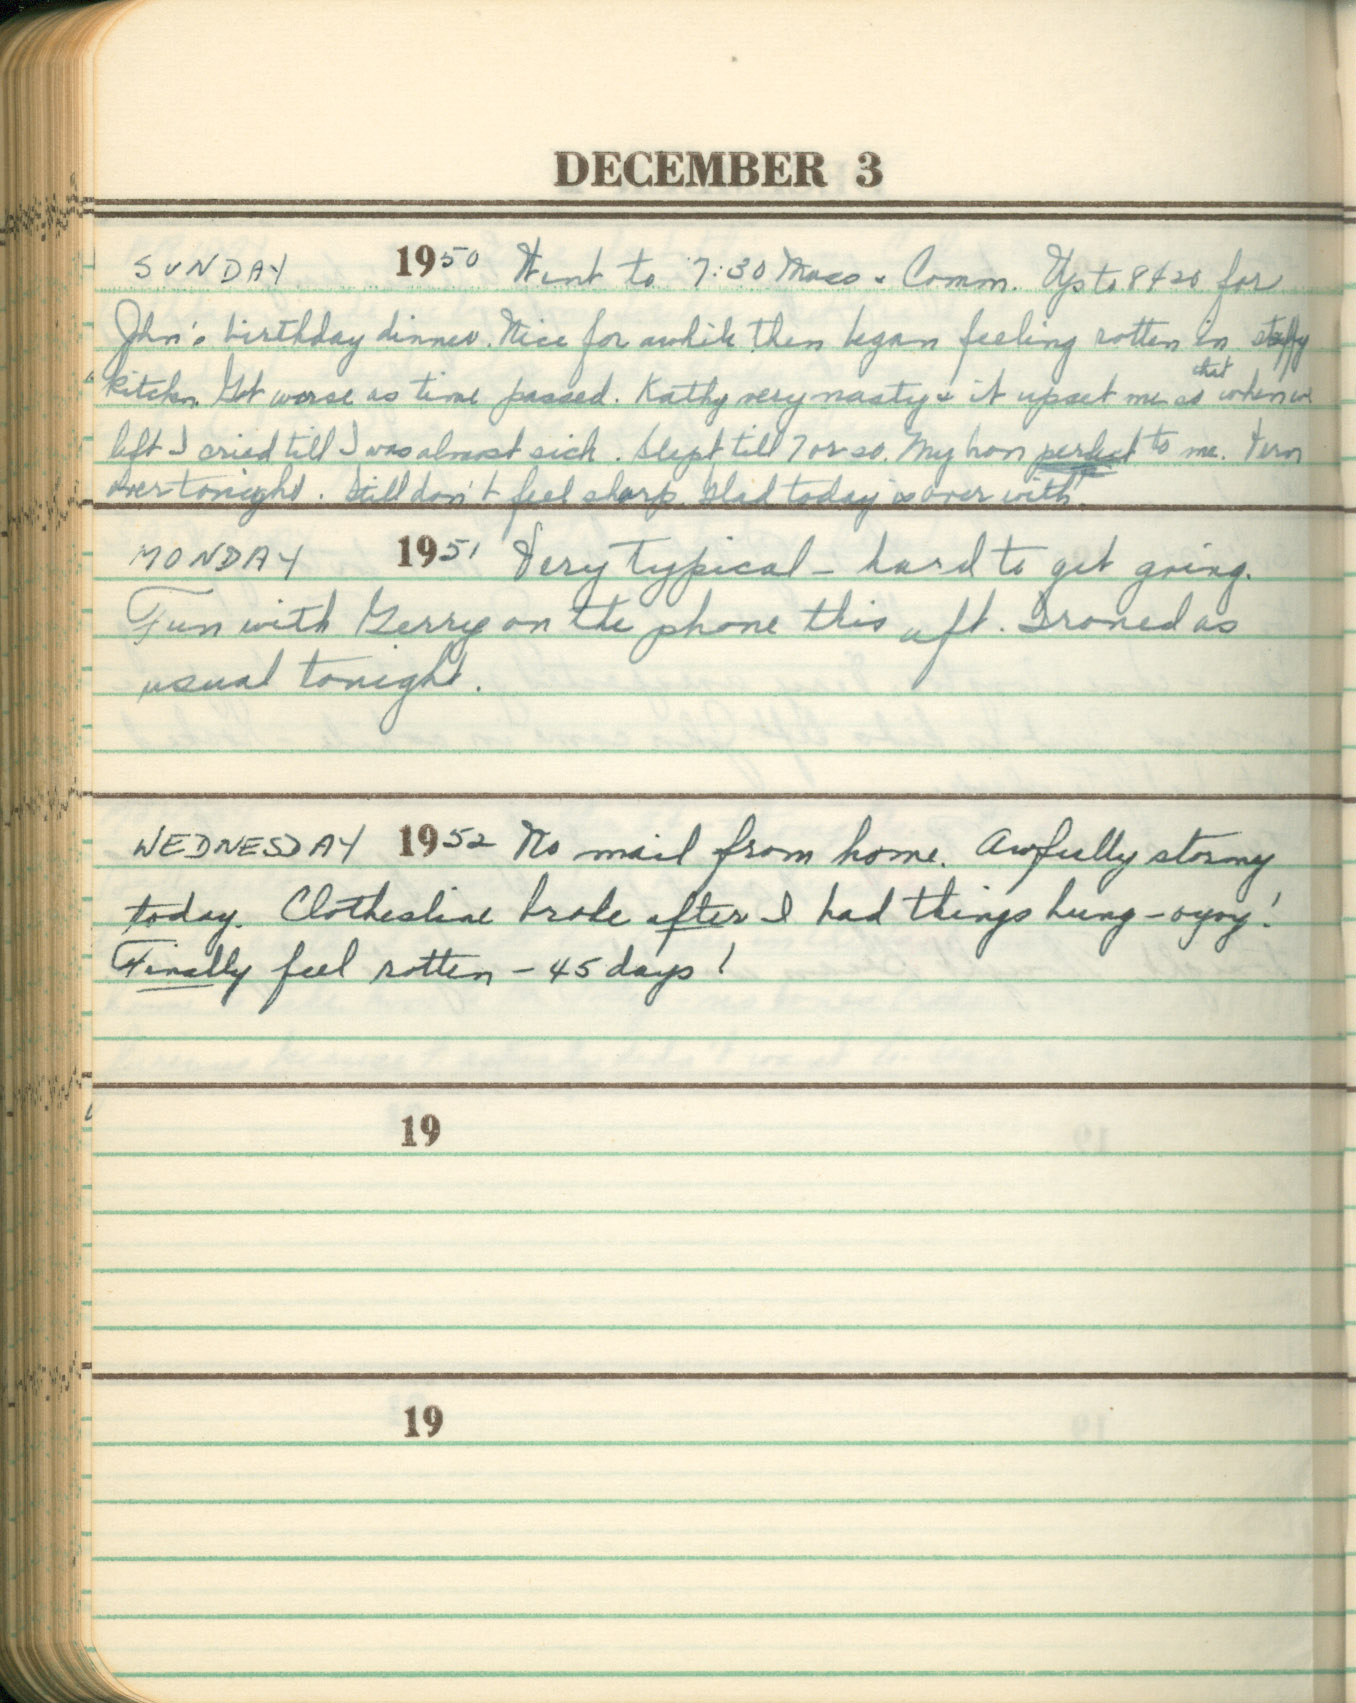 DECEMBER 3
SUNDAY 1950 Went to 7:30 Mass & Comm. Up to 8420 for
John's birthday dinner. Nice for awhile then began feeling rotten in stuffy
kitchen. Got worse as time passed. Kathy very nasty & it upset me so that when we
left I cried till I was almost sick. Slept till 7 or so. My hon perfect to me. Vern
over tonight. Still don't feel sharp. Glad today is over with.
MONDAY 1951 Very typical – hard to get going.
Fun with Gerry on the phone this aft. Ironed as
usual tonight.
WEDNESDAY 1952 No mail from home. Awfully stormy
today. Clothesline broke after I had things hung – oyoy!
Finally feel rotten – 45 days!
19
19